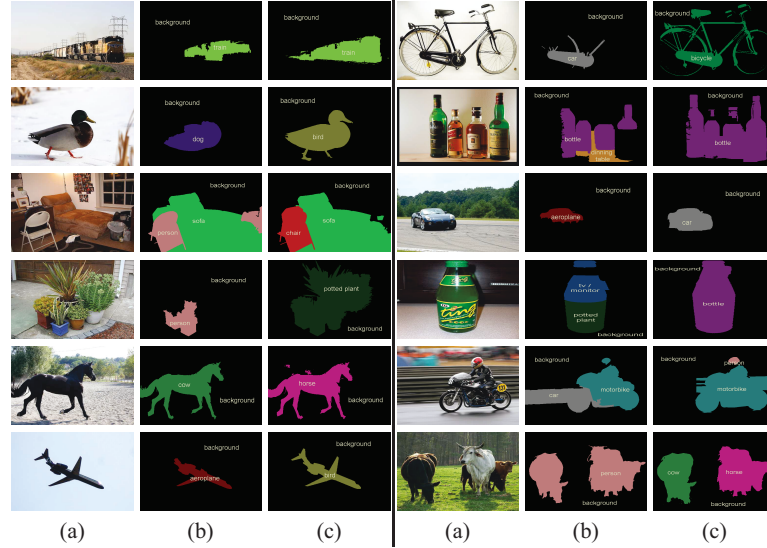 background
train
background
train
background
car
background
bicycle
background
dog
background
bird
background
bottle
dinning
table
background
bottle
background
sofa
person
background
sofa
chair
background
aeroplane
background
car
background
person
potted plant
background
tv /
monitor
potted
plant
background
background
bottle
cow
background
horse
background
background
car
motorbike
background
person
motorbike
background
aeroplane
background
bird
person
background
cow
horse
background
(a) (b) (c) (a) (b) (c)